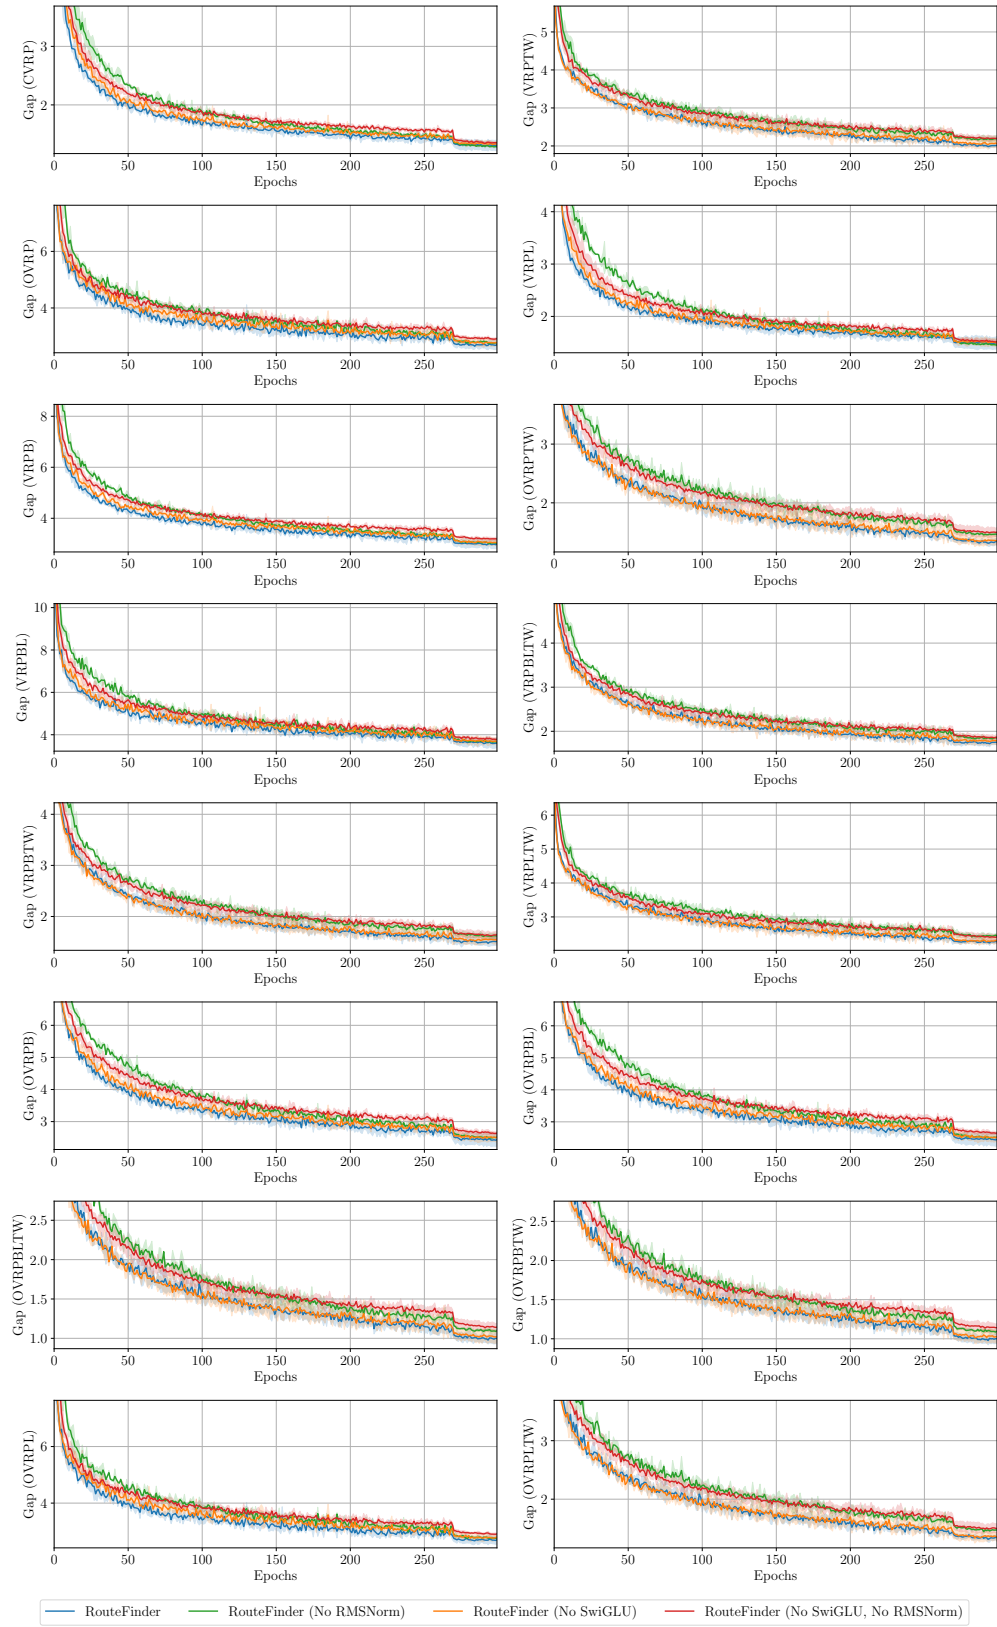 Gap (CVRP)
3
2
0 50 100 150 200 250
Epochs
Gap (VRPTW)
5
4
3
2
0 50 100 150 200 250
Epochs
Gap (OVRP)
6
4
0 50 100 150 200 250
Epochs
Gap (VRPL)
4
3
2
0 50 100 150 200 250
Epochs
Gap (VRPB)
8
6
4
0 50 100 150 200 250
Epochs
Gap (OVRPTW)
3
2
0 50 100 150 200 250
Epochs
Gap (VRPBL)
10
8
6
4
0 50 100 150 200 250
Epochs
Gap (VRPBLTW)
4
3
2
0 50 100 150 200 250
Epochs
Gap (VRPBTW)
4
3
2
0 50 100 150 200 250
Epochs
Gap (VRPLTW)
6
5
4
3
0 50 100 150 200 250
Epochs
Gap (OVRPB)
6
5
4
3
0 50 100 150 200 250
Epochs
Gap (OVRPBL)
6
5
4
3
0 50 100 150 200 250
Epochs
Gap (OVRPBLTW)
2.5
2.0
1.5
1.0
0 50 100 150 200 250
Epochs
Gap (OVRPBTW)
2.5
2.0
1.5
1.0
0 50 100 150 200 250
Epochs
Gap (OVRPL)
6
4
0 50 100 150 200 250
Epochs
Gap (OVRPLTW)
3
2
0 50 100 150 200 250
Epochs
RouteFinder RouteFinder (No RMSNorm) RouteFinder (No SwiGLU) RouteFinder (No SwiGLU, No RMSNorm)